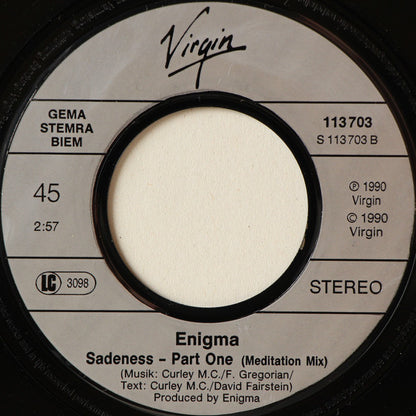 Virgin
GEMA
STEMRA
BIEM
113703
S 113703 B
45
2:57
℗ 1990
Virgin
© 1990
Virgin
LC 3098
STEREO
Enigma
Sadeness – Part One (Meditation Mix)
(Musik: Curley M.C./F. Gregorian/
Text: Curley M.C./David Fairstein)
Produced by Enigma